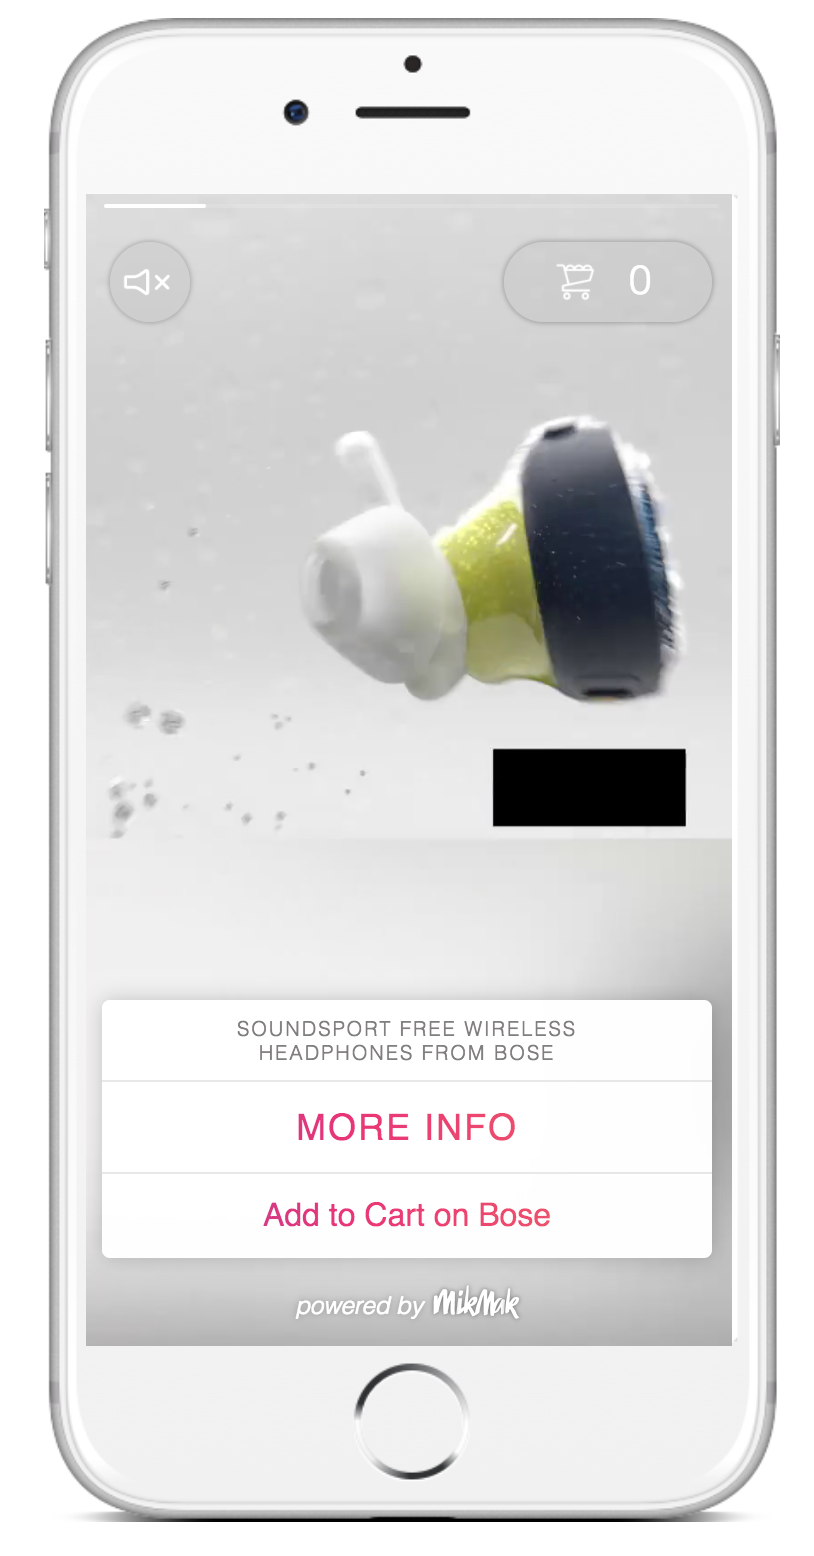 0
SOUNDSPORT FREE WIRELESS
HEADPHONES FROM BOSE
MORE INFO
Add to Cart on Bose
powered by MikMak